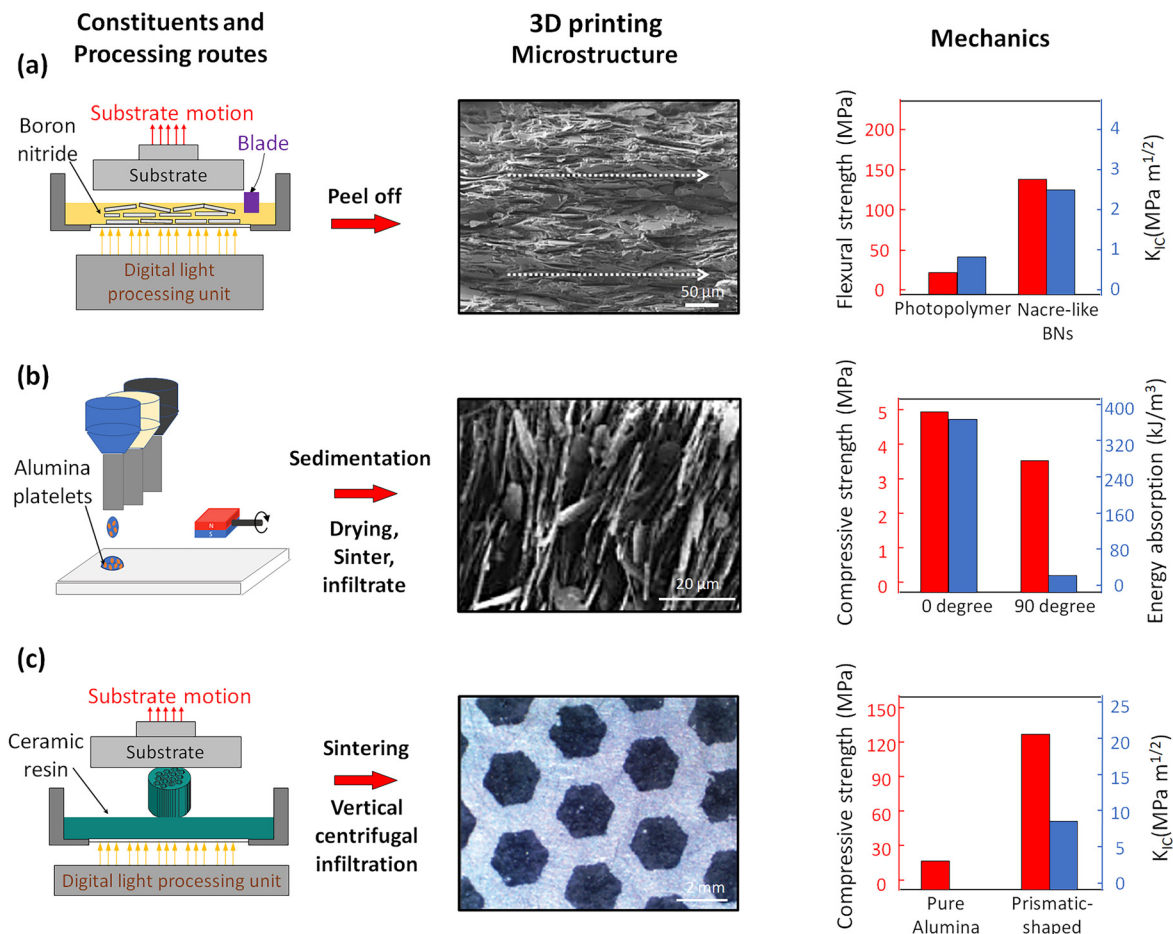 Constituents and
Processing routes
3D printing
Microstructure
Mechanics
(a)
Substrate motion
Boron
nitride
Blade
Substrate
Digital light
processing unit
Peel off
50 µm
Flexural strength (MPa)
200
150
100
50
0
4
3
2
1
0
K_IC(MPa m^1/2)
Photopolymer
Nacre-like
BNs
(b)
Alumina
platelets
N
S
Sedimentation
Drying,
Sinter,
infiltrate
20 µm
Compressive strength (MPa)
5
4
3
2
1
0
400
320
240
160
80
0
Energy absorption (kJ/m³)
0 degree
90 degree
(c)
Substrate motion
Ceramic
resin
Substrate
Digital light processing unit
Sintering
Vertical
centrifugal
infiltration
2 mm
Compressive strength (MPa)
150
120
90
60
30
0
25
20
15
10
5
0
K_IC(MPa m^1/2)
Pure
Alumina
Prismatic-
shaped